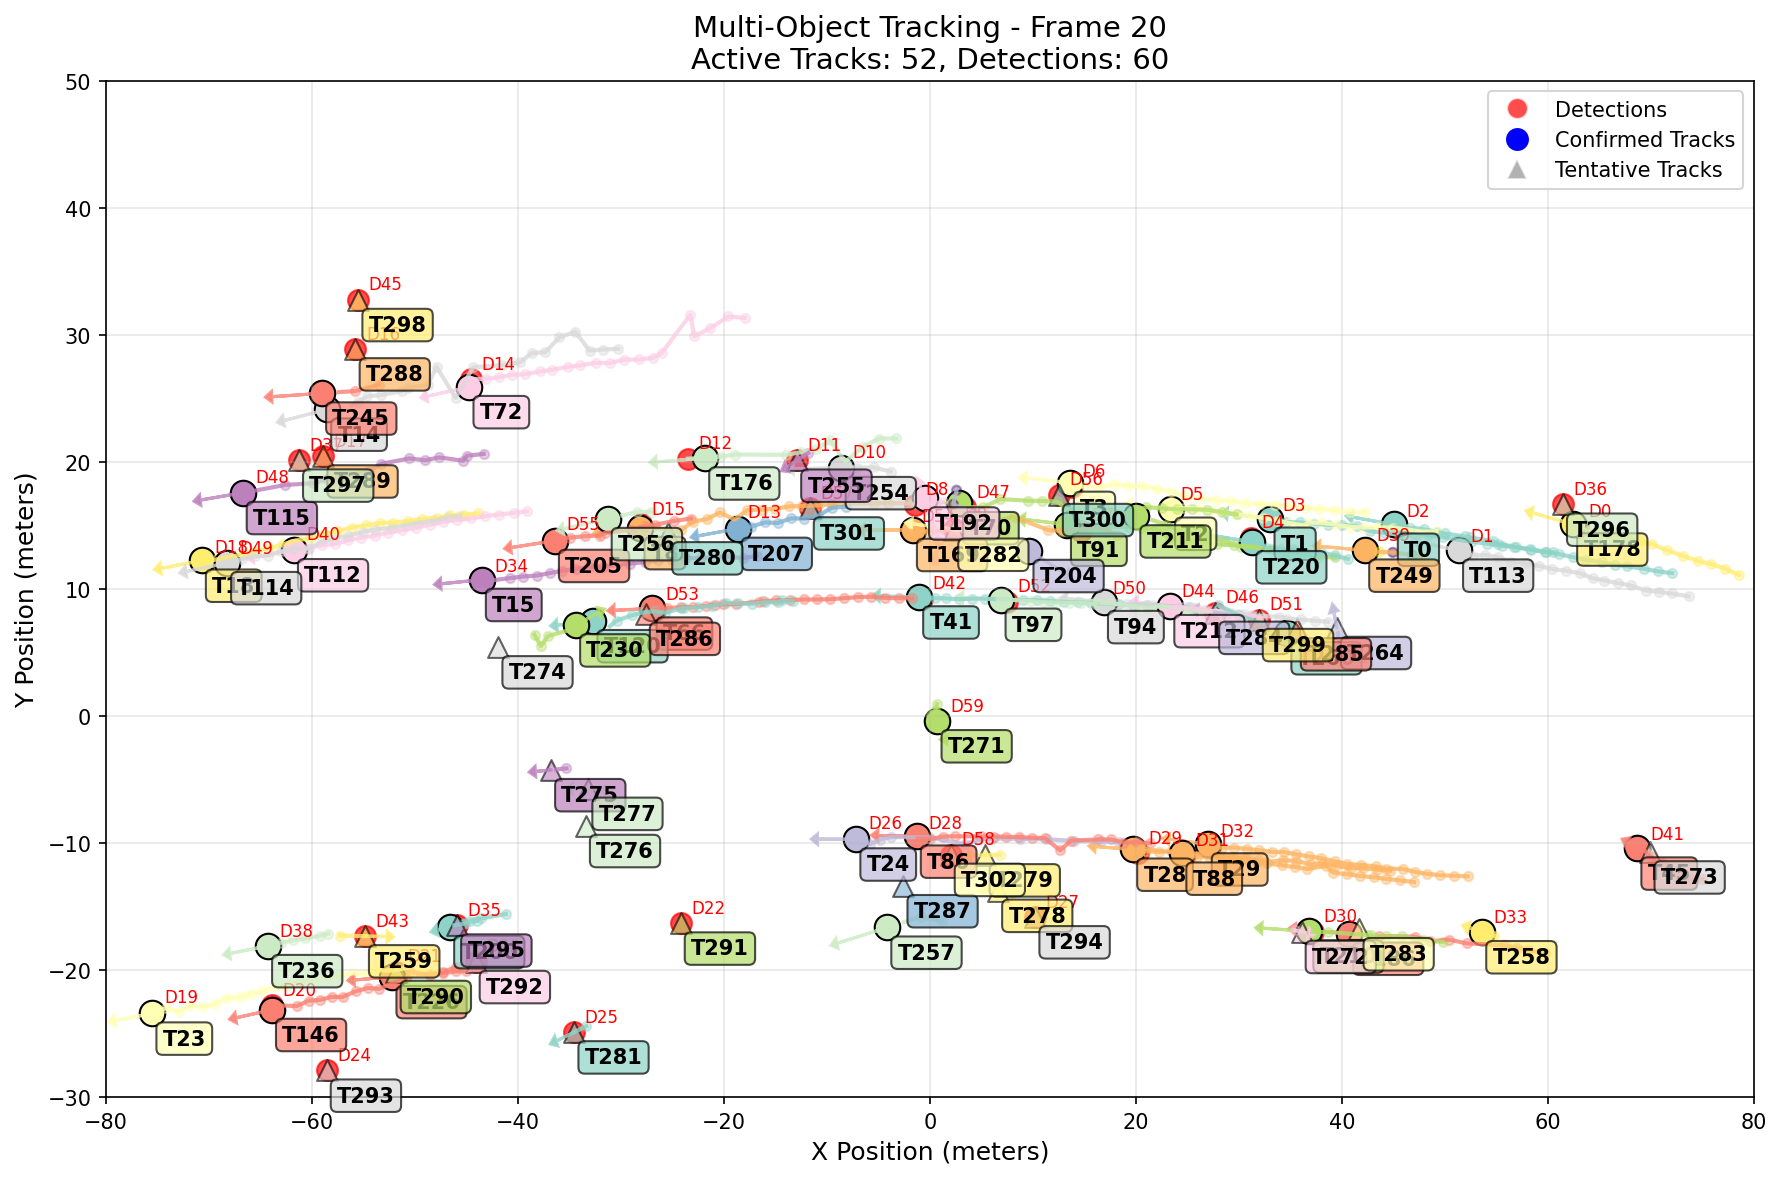 Multi-Object Tracking - Frame 20
Active Tracks: 52, Detections: 60
Detections
Confirmed Tracks
Tentative Tracks
Y Position (meters)
50
40
30
20
10
0
−10
−20
−30
D45
T298
T288
D14
T72
T245
T14
D12
D11
D10
T176
T255
T254
T297
D48
T115
D6
D56
D47
D8
D5
D3
D2
D36
D0
T296
T178
T300
T192
T282
T301
D15
D13
D55
T256
T280
T207
T205
T91
T211
T2
D4
T1
T220
T0
T249
D1
T113
T204
D40
D18
D49
T112
T114
D34
T15
D53
T286
T230
T274
D42
T41
T97
D50
T94
D44
D46
D51
T299
T285
D59
T271
T275
T277
T276
D26
T24
D28
T86
D58
T302
T287
T278
T294
D29
D31
D32
T28
T88
T29
D41
T273
D38
T236
D43
T259
D35
T295
T292
T290
D22
T291
T257
D30
T272
T283
D33
T258
D19
T23
D20
T146
D24
T293
D25
T281
−80
−60
−40
−20
0
20
40
60
80
X Position (meters)